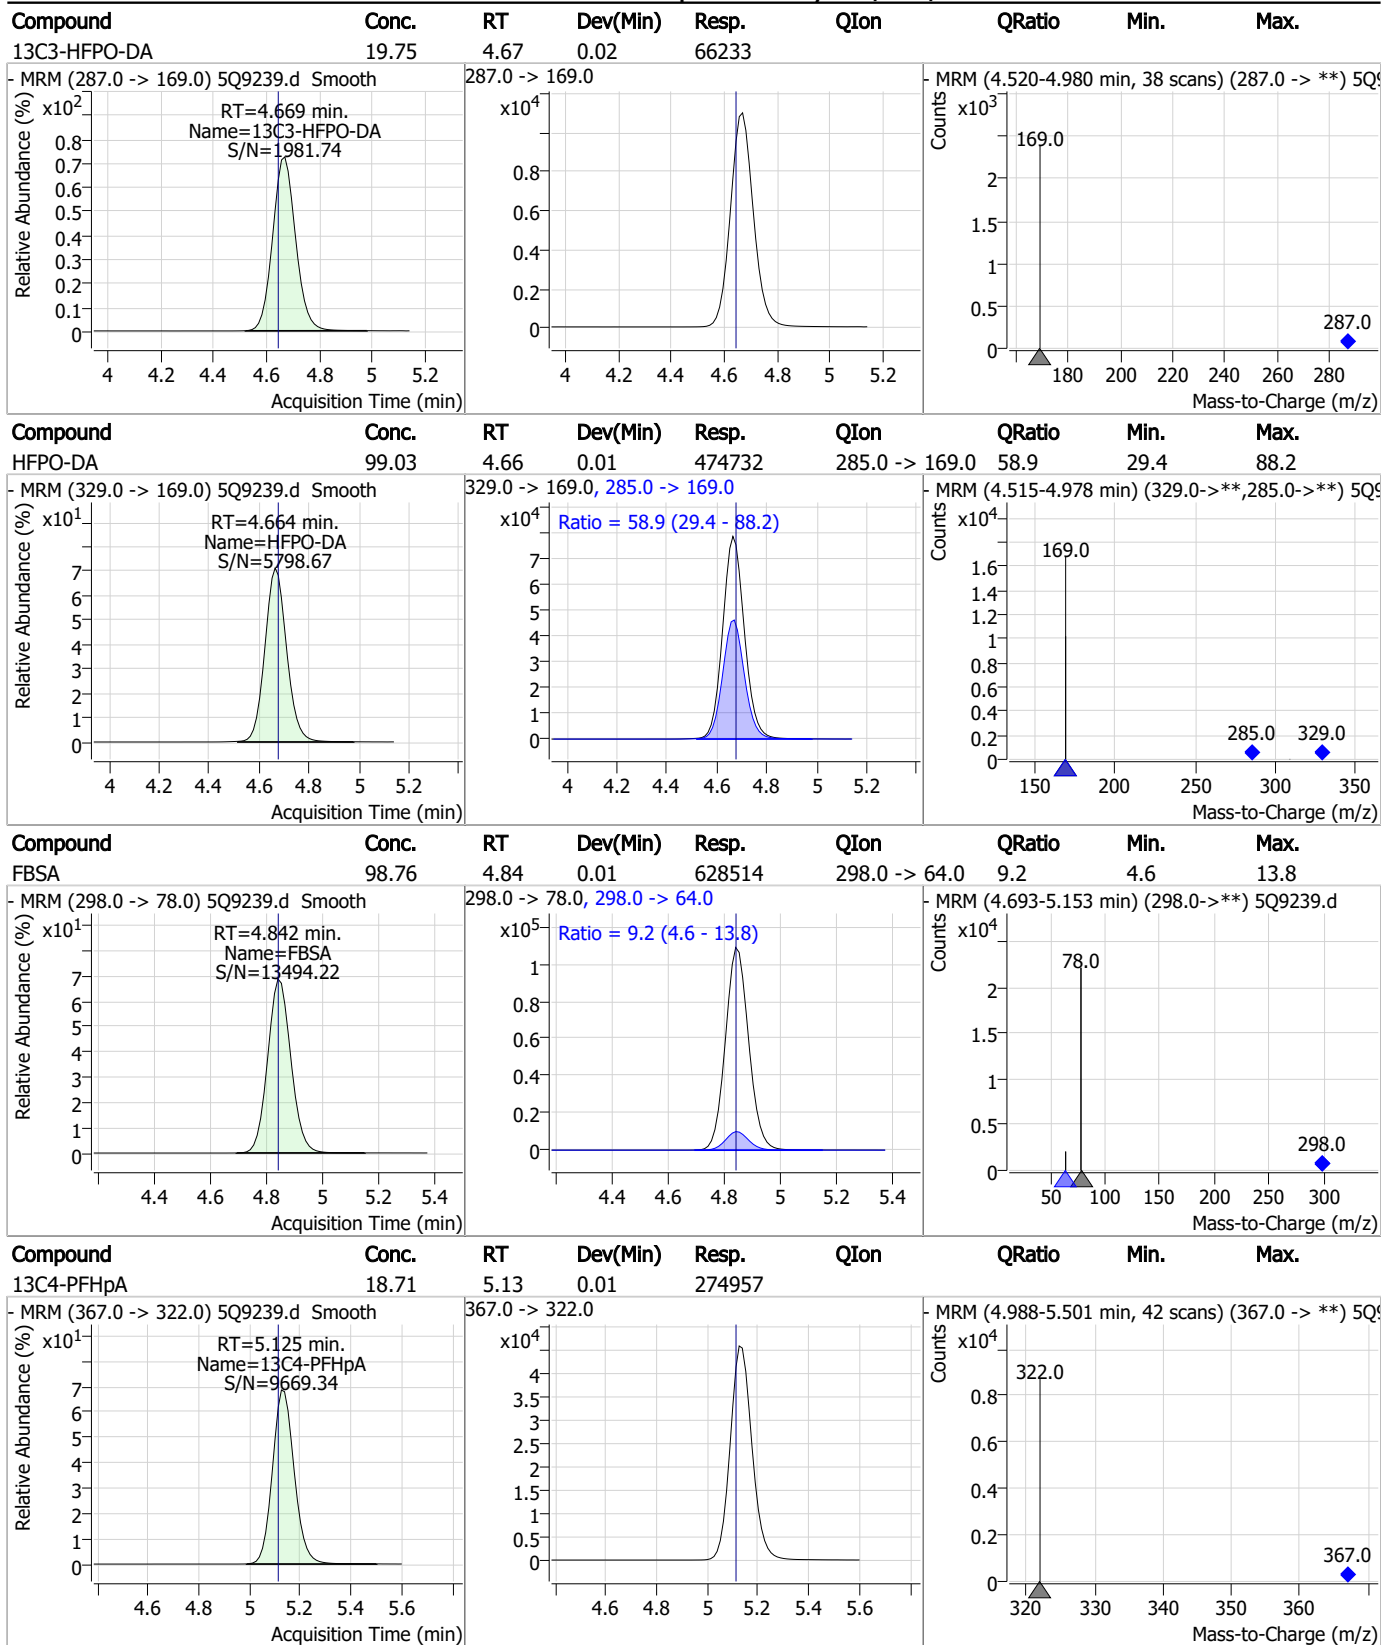 Compound Conc. RT Dev(Min) Resp. QIon QRatio Min. Max.
13C3-HFPO-DA 19.75 4.67 0.02 66233
- MRM (287.0 -> 169.0) 5Q9239.d Smooth
Relative Abundance (%)
x10²
RT=4.669 min.
Name=13C3-HFPO-DA
S/N=1981.74
0.8
0.7
0.6
0.5
0.4
0.3
0.2
0.1
0
4 4.2 4.4 4.6 4.8 5 5.2
Acquisition Time (min)
287.0 -> 169.0
x10⁴
0.8
0.6
0.4
0.2
0
4 4.2 4.4 4.6 4.8 5 5.2
- MRM (4.520-4.980 min, 38 scans) (287.0 -> **) 5Q9
Counts
x10³
169.0
2
1.5
1
0.5
0
287.0
180 200 220 240 260 280
Mass-to-Charge (m/z)
Compound Conc. RT Dev(Min) Resp. QIon QRatio Min. Max.
HFPO-DA 99.03 4.66 0.01 474732 285.0 -> 169.0 58.9 29.4 88.2
- MRM (329.0 -> 169.0) 5Q9239.d Smooth
Relative Abundance (%)
x10¹
RT=4.664 min.
Name=HFPO-DA
S/N=5798.67
7
6
5
4
3
2
1
0
4 4.2 4.4 4.6 4.8 5 5.2
Acquisition Time (min)
329.0 -> 169.0, 285.0 -> 169.0
x10⁴
Ratio = 58.9 (29.4 - 88.2)
7
6
5
4
3
2
1
0
4 4.2 4.4 4.6 4.8 5 5.2
- MRM (4.515-4.978 min) (329.0->**,285.0->**) 5Q9
Counts
x10⁴
169.0
1.6
1.4
1.2
1
0.8
0.6
0.4
0.2
0
285.0 329.0
150 200 250 300 350
Mass-to-Charge (m/z)
Compound Conc. RT Dev(Min) Resp. QIon QRatio Min. Max.
FBSA 98.76 4.84 0.01 628514 298.0 -> 64.0 9.2 4.6 13.8
- MRM (298.0 -> 78.0) 5Q9239.d Smooth
Relative Abundance (%)
x10¹
RT=4.842 min.
Name=FBSA
S/N=13494.22
7
6
5
4
3
2
1
0
4.4 4.6 4.8 5 5.2 5.4
Acquisition Time (min)
298.0 -> 78.0, 298.0 -> 64.0
x10⁵
Ratio = 9.2 (4.6 - 13.8)
1
0.8
0.6
0.4
0.2
0
4.4 4.6 4.8 5 5.2 5.4
- MRM (4.693-5.153 min) (298.0->**) 5Q9239.d
Counts
x10⁴
78.0
2
1.5
1
0.5
0
298.0
50 100 150 200 250 300
Mass-to-Charge (m/z)
Compound Conc. RT Dev(Min) Resp. QIon QRatio Min. Max.
13C4-PFHpA 18.71 5.13 0.01 274957
- MRM (367.0 -> 322.0) 5Q9239.d Smooth
Relative Abundance (%)
x10¹
RT=5.125 min.
Name=13C4-PFHpA
S/N=9669.34
7
6
5
4
3
2
1
0
4.6 4.8 5 5.2 5.4 5.6
Acquisition Time (min)
367.0 -> 322.0
x10⁴
4
3.5
3
2.5
2
1.5
1
0.5
0
4.6 4.8 5 5.2 5.4 5.6
- MRM (4.988-5.501 min, 42 scans) (367.0 -> **) 5Q9
Counts
x10⁴
322.0
0.8
0.6
0.4
0.2
0
367.0
320 330 340 350 360
Mass-to-Charge (m/z)